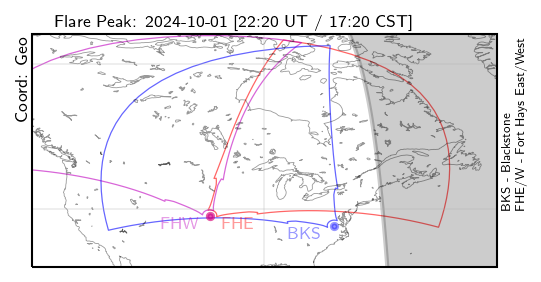 Flare Peak: 2024-10-01 [22:20 UT / 17:20 CST]
Coord: Geo
FHW
FHE
BKS
BKS - Blackstone
FHE/W - Fort Hays East/West